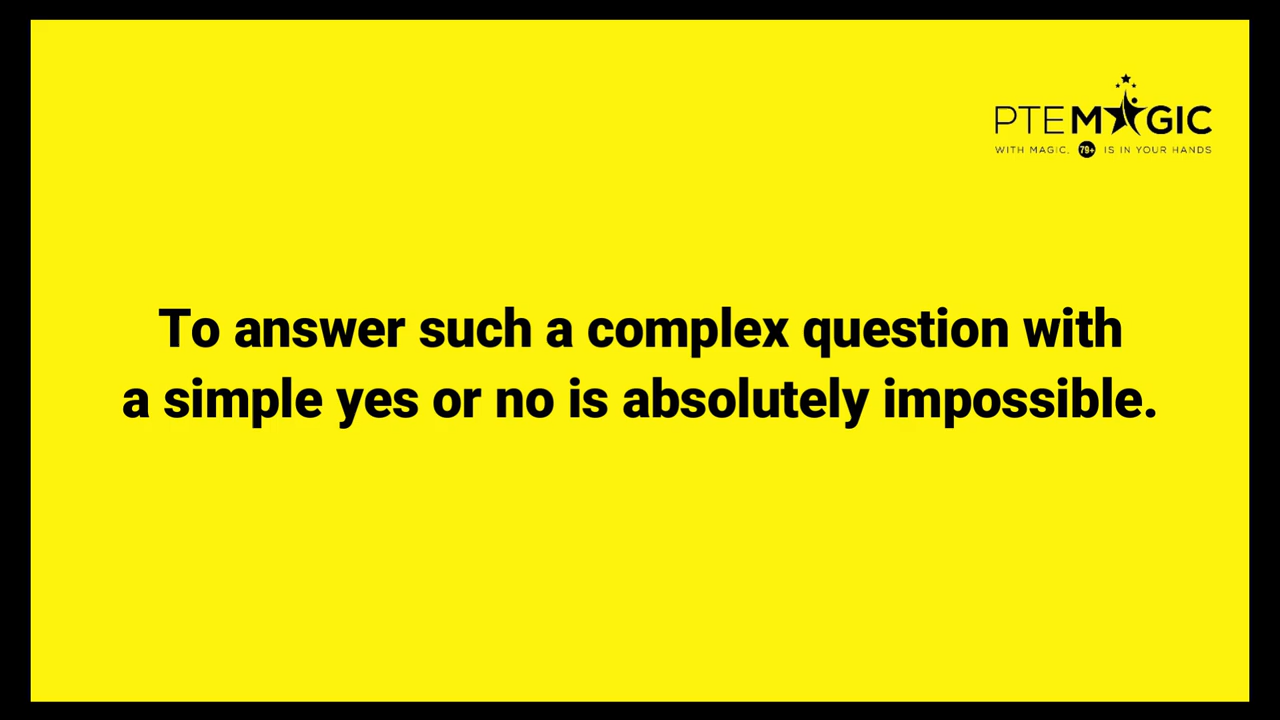 PTEMAGIC
WITH MAGIC, 79+ IS IN YOUR HANDS
To answer such a complex question with
a simple yes or no is absolutely impossible.